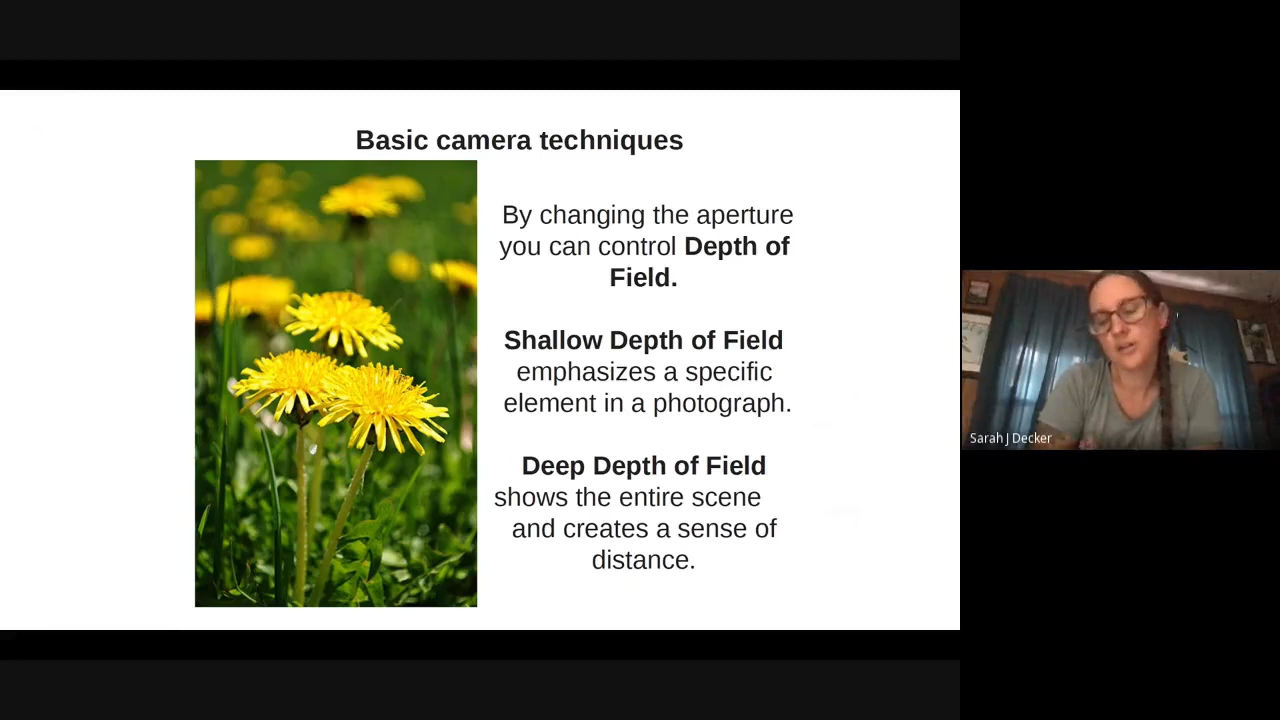 Basic camera techniques
By changing the aperture
you can control Depth of
Field.
Shallow Depth of Field
emphasizes a specific
element in a photograph.
Deep Depth of Field
shows the entire scene
and creates a sense of
distance.
Sarah J Decker